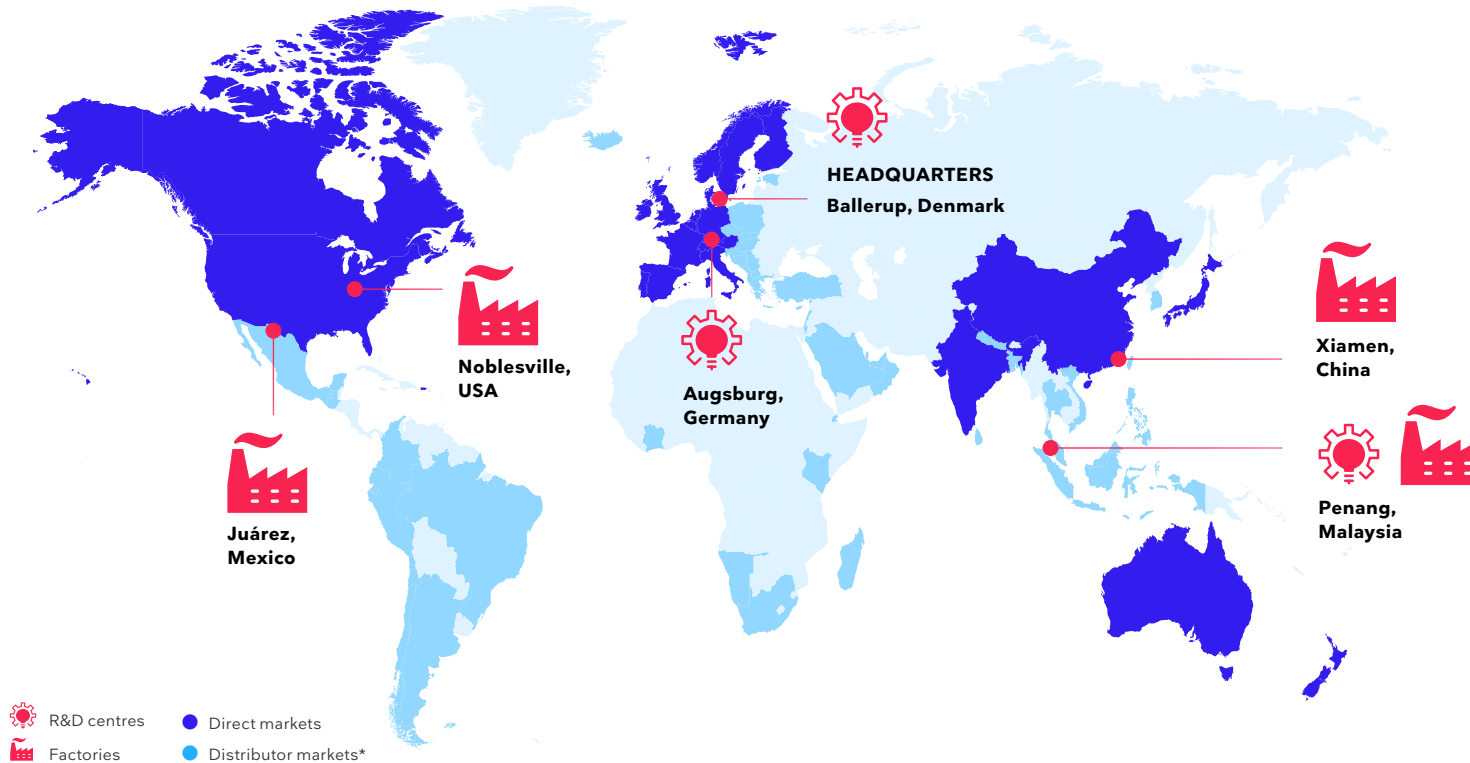 HEADQUARTERS
Ballerup, Denmark
Noblesville,
USA
Xiamen,
China
Augsburg,
Germany
Penang,
Malaysia
Juárez,
Mexico
R&D centres
Direct markets
Factories
Distributor markets*